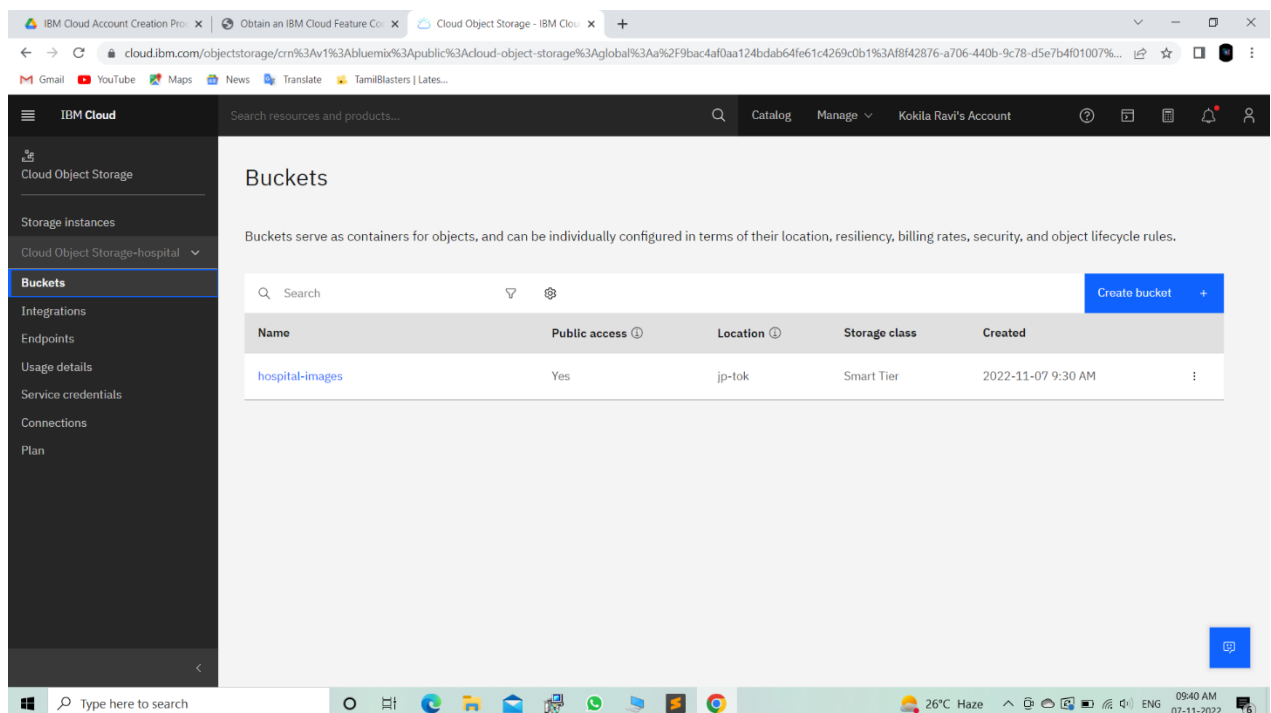 IBM Cloud Account Creation Pro
Obtain an IBM Cloud Feature Co
Cloud Object Storage - IBM Clou
cloud.ibm.com/objectstorage/crn%3Av1%3Abluemix%3Apublic%3Acloud-object-storage%3Aglobal%3Aa%2F9bac4af0aa124bdab64fe61c4269c0b1%3Af8f42876-a706-440b-9c78-d5e7b4f01007%...
Gmail YouTube Maps News Translate TamilBlasters | Lates...
IBM Cloud
Search resources and products...
Catalog
Manage
Kokila Ravi's Account
Cloud Object Storage
Storage instances
Cloud Object Storage-hospital
Buckets
Integrations
Endpoints
Usage details
Service credentials
Connections
Plan
Buckets
Buckets serve as containers for objects, and can be individually configured in terms of their location, resiliency, billing rates, security, and object lifecycle rules.
Search
Create bucket +
Name Public access Location Storage class Created
hospital-images Yes jp-tok Smart Tier 2022-11-07 9:30 AM
Type here to search
26°C Haze
ENG
09:40 AM
07-11-2022
6